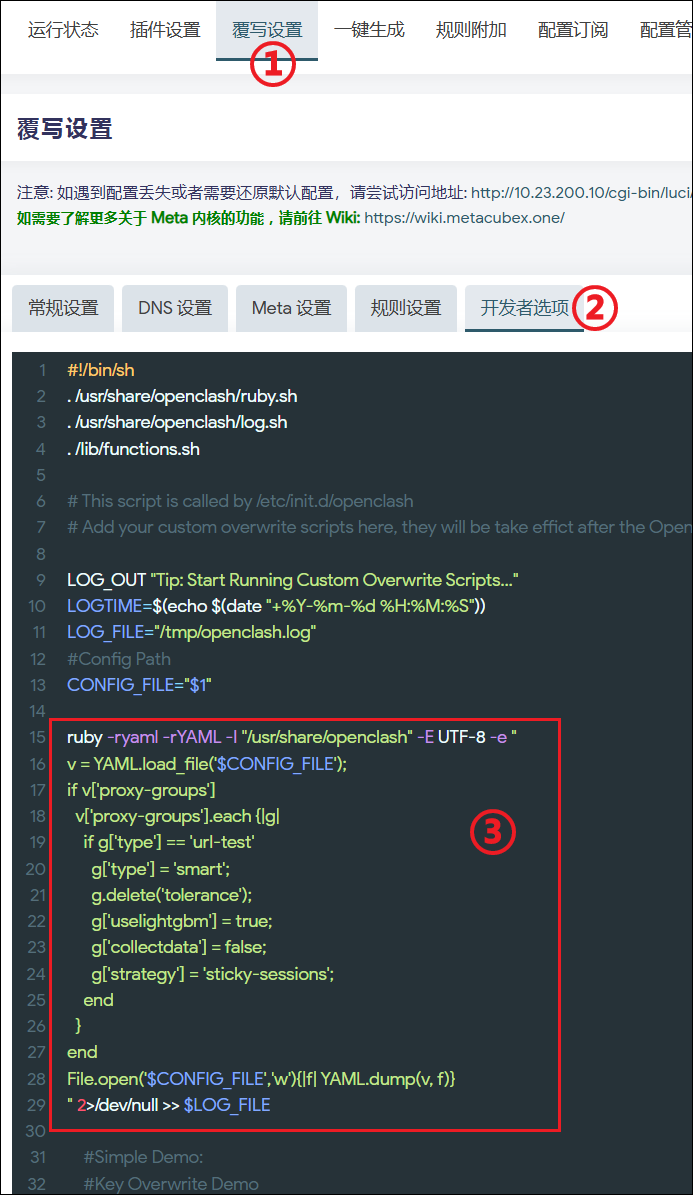 运行状态 插件设置 覆写设置 一键生成 规则附加 配置订阅 配置管
①
覆写设置
注意: 如遇到配置丢失或者需要还原默认配置，请尝试访问地址: http://10.23.200.10/cgi-bin/luci/
如需要了解更多关于 Meta 内核的功能，请前往 Wiki: https://wiki.metacubex.one/
常规设置 DNS 设置 Meta 设置 规则设置 开发者选项 ②
1 #!/bin/sh
2 . /usr/share/openclash/ruby.sh
3 . /usr/share/openclash/log.sh
4 . /lib/functions.sh
5
6 # This script is called by /etc/init.d/openclash
7 # Add your custom overwrite scripts here, they will be take effict after the Open
8
9 LOG_OUT "Tip: Start Running Custom Overwrite Scripts..."
10 LOGTIME=$(echo $(date "+%Y-%m-%d %H:%M:%S"))
11 LOG_FILE="/tmp/openclash.log"
12 #Config Path
13 CONFIG_FILE="$1"
14
15 ruby -ryaml -rYAML -I "/usr/share/openclash" -E UTF-8 -e "
16 v = YAML.load_file('$CONFIG_FILE');
17 if v['proxy-groups']
18 v['proxy-groups'].each {|g|
19 if g['type'] == 'url-test'
③
20 g['type'] = 'smart';
21 g.delete('tolerance');
22 g['uselightgbm'] = true;
23 g['collectdata'] = false;
24 g['strategy'] = 'sticky-sessions';
25 end
26 }
27 end
28 File.open('$CONFIG_FILE','w'){|f| YAML.dump(v, f)}
29 " 2>/dev/null >> $LOG_FILE
30
31 #Simple Demo:
32 #Key Overwrite Demo